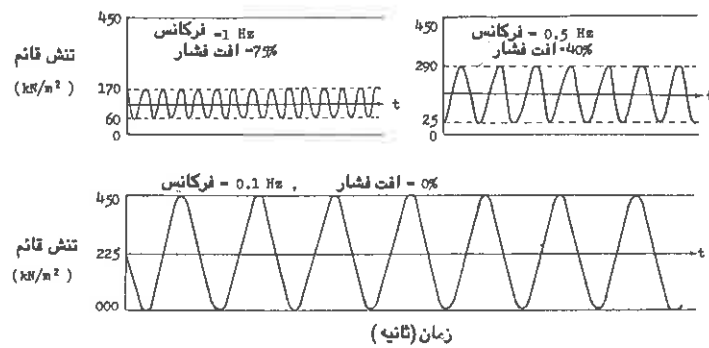 450
فرکانس =1 Hz
افت فشار =75%
تنش قائم
(kN/m²)
170
60
0
t
450
فرکانس = 0.5 Hz
افت فشار =40%
290
25
0
t
فرکانس = 0.1 Hz , افت فشار = 0%
450
تنش قائم
(kN/m²)
225
000
t
زمان (ثانیه)